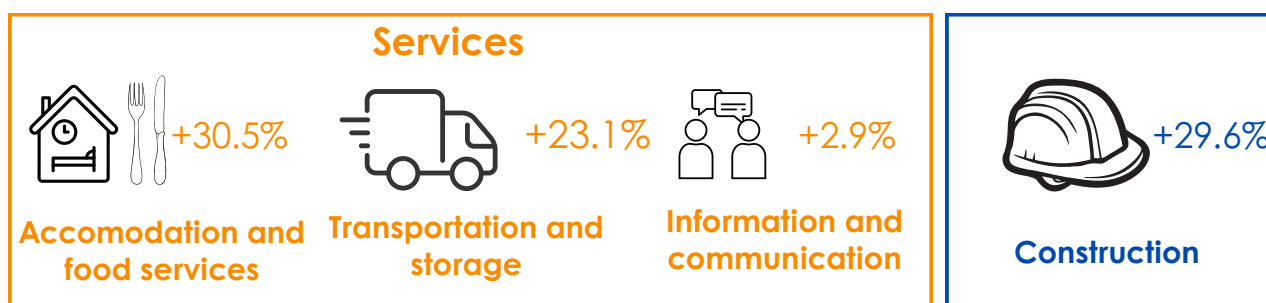 Services
+30.5%
+23.1%
+2.9%
+29.6%
Accomodation and
food services
Transportation and
storage
Information and
communication
Construction